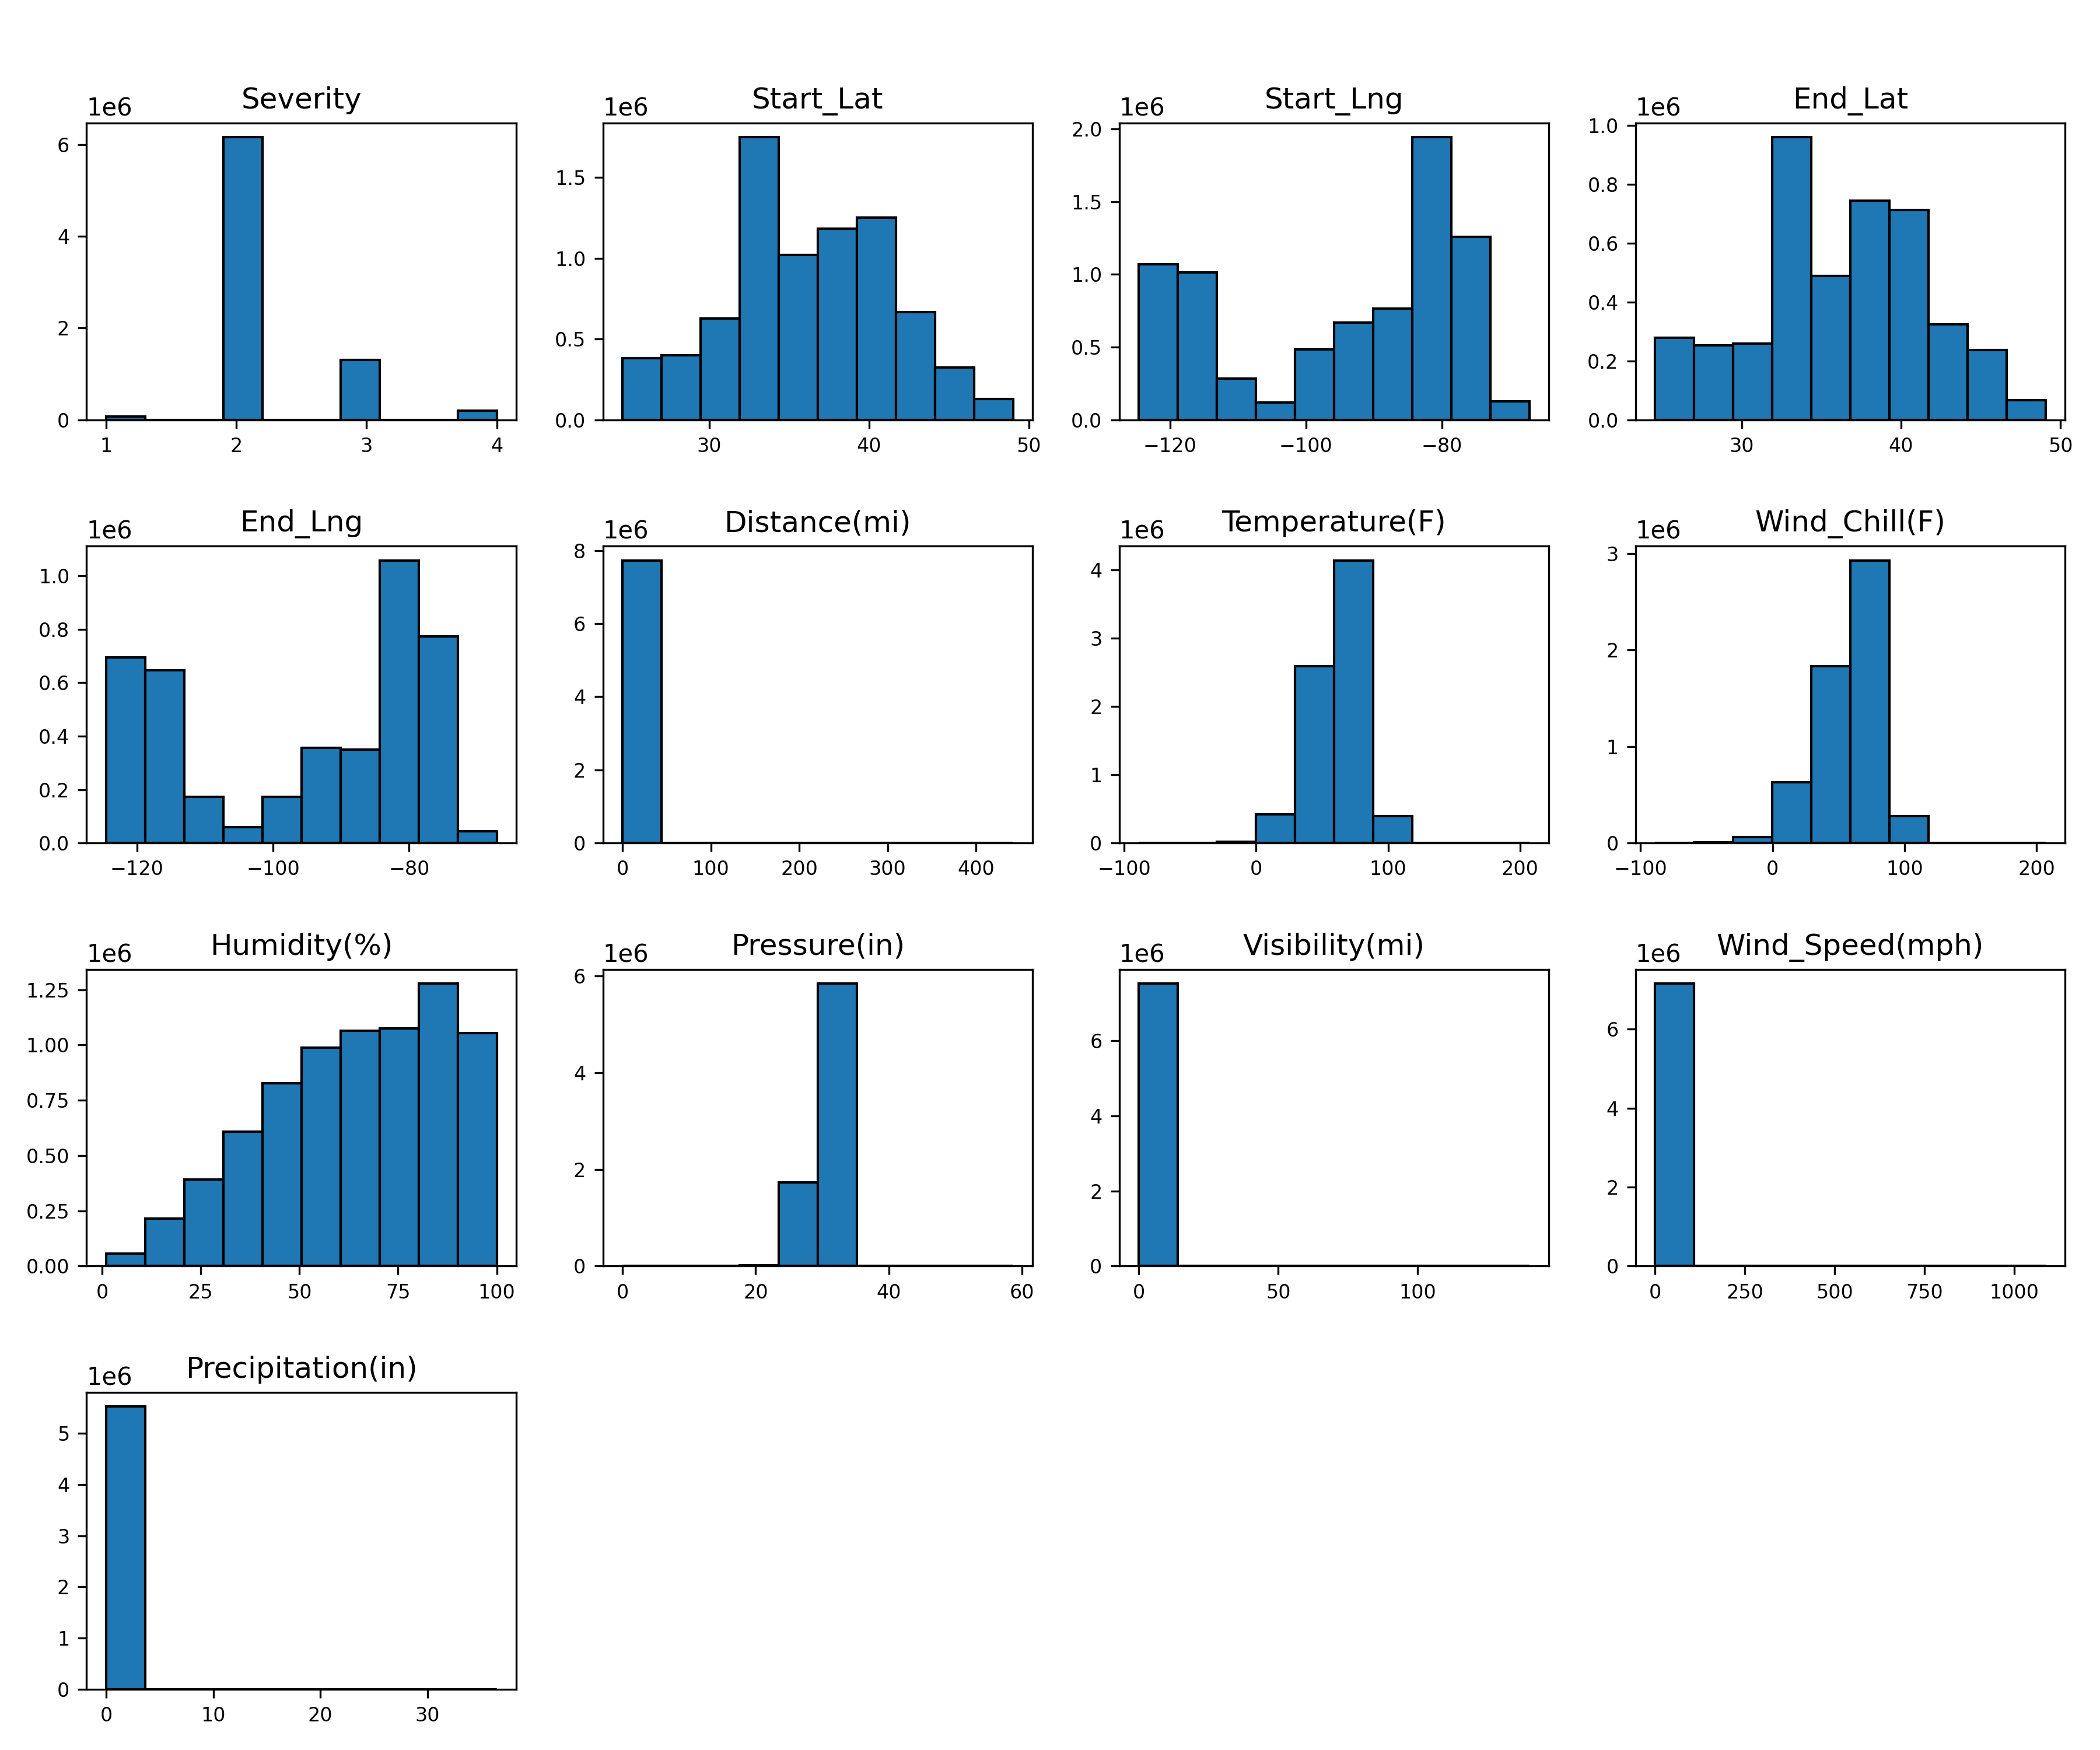 Severity
1e6
6
4
2
0
1 2 3 4
Start_Lat
1e6
1.5
1.0
0.5
0.0
30 40 50
Start_Lng
1e6
2.0
1.5
1.0
0.5
0.0
−120 −100 −80
End_Lat
1e6
1.0
0.8
0.6
0.4
0.2
0.0
30 40 50
End_Lng
1e6
1.0
0.8
0.6
0.4
0.2
0.0
−120 −100 −80
Distance(mi)
1e6
8
6
4
2
0
0 100 200 300 400
Temperature(F)
1e6
4
3
2
1
0
−100 0 100 200
Wind_Chill(F)
1e6
3
2
1
0
−100 0 100 200
Humidity(%)
1e6
1.25
1.00
0.75
0.50
0.25
0.00
0 25 50 75 100
Pressure(in)
1e6
6
4
2
0
0 20 40 60
Visibility(mi)
1e6
6
4
2
0
0 50 100
Wind_Speed(mph)
1e6
6
4
2
0
0 250 500 750 1000
Precipitation(in)
1e6
5
4
3
2
1
0
0 10 20 30